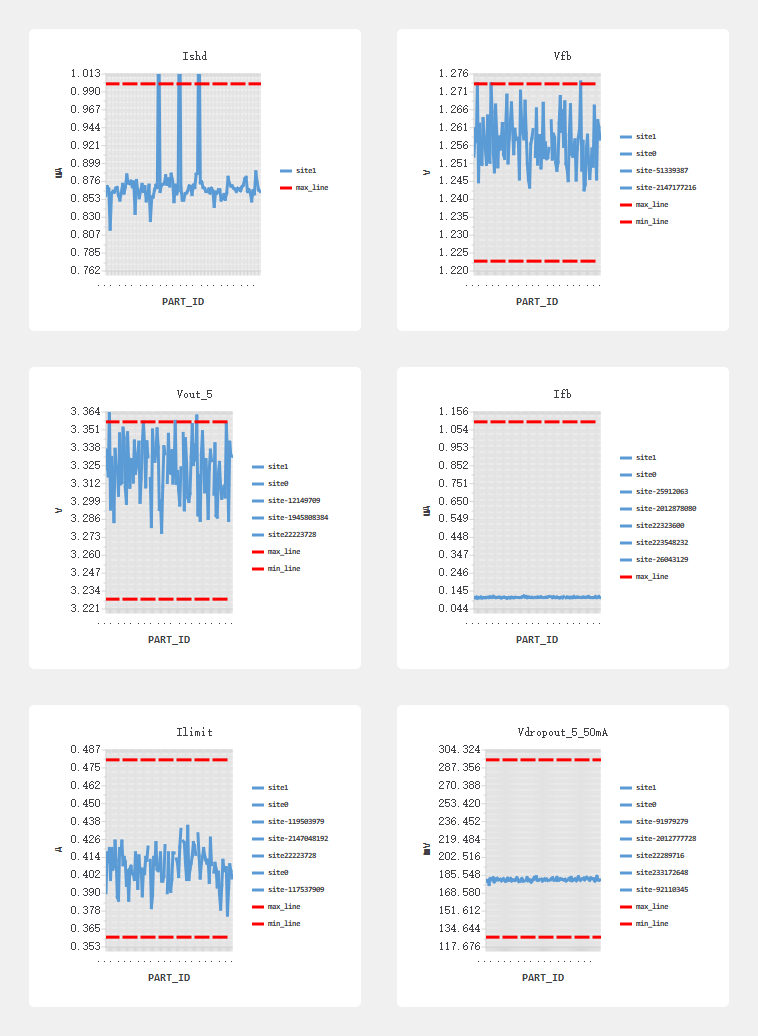 Ishd
1.013
0.990
0.967
0.944
0.921
0.899
0.876
0.853
0.830
0.807
0.785
0.762
mA
PART_ID
site1
max_line
Vfb
1.276
1.271
1.266
1.261
1.256
1.251
1.245
1.240
1.235
1.230
1.225
1.220
V
PART_ID
site1
site0
site-51339387
site-2147177216
max_line
min_line
Vout_5
3.364
3.351
3.338
3.325
3.312
3.299
3.286
3.273
3.260
3.247
3.234
3.221
V
PART_ID
site1
site0
site-12149709
site-1945808384
site22223728
max_line
min_line
Ifb
1.156
1.054
0.953
0.852
0.751
0.650
0.549
0.448
0.347
0.246
0.145
0.044
PART_ID
site1
site0
site-25912063
site-2012878080
site22323600
site223548232
site-26043129
max_line
Ilimit
0.487
0.475
0.462
0.450
0.438
0.426
0.414
0.402
0.390
0.378
0.365
0.353
A
PART_ID
site1
site0
site-119503979
site-2147048192
site22223728
site0
site-117537909
max_line
min_line
Vdropout_5_50mA
304.324
287.356
270.388
253.420
236.452
219.484
202.516
185.548
168.580
151.612
134.644
117.676
PART_ID
site1
site0
site-91979279
site-2012777728
site22289716
site233172648
site-92110345
max_line
min_line